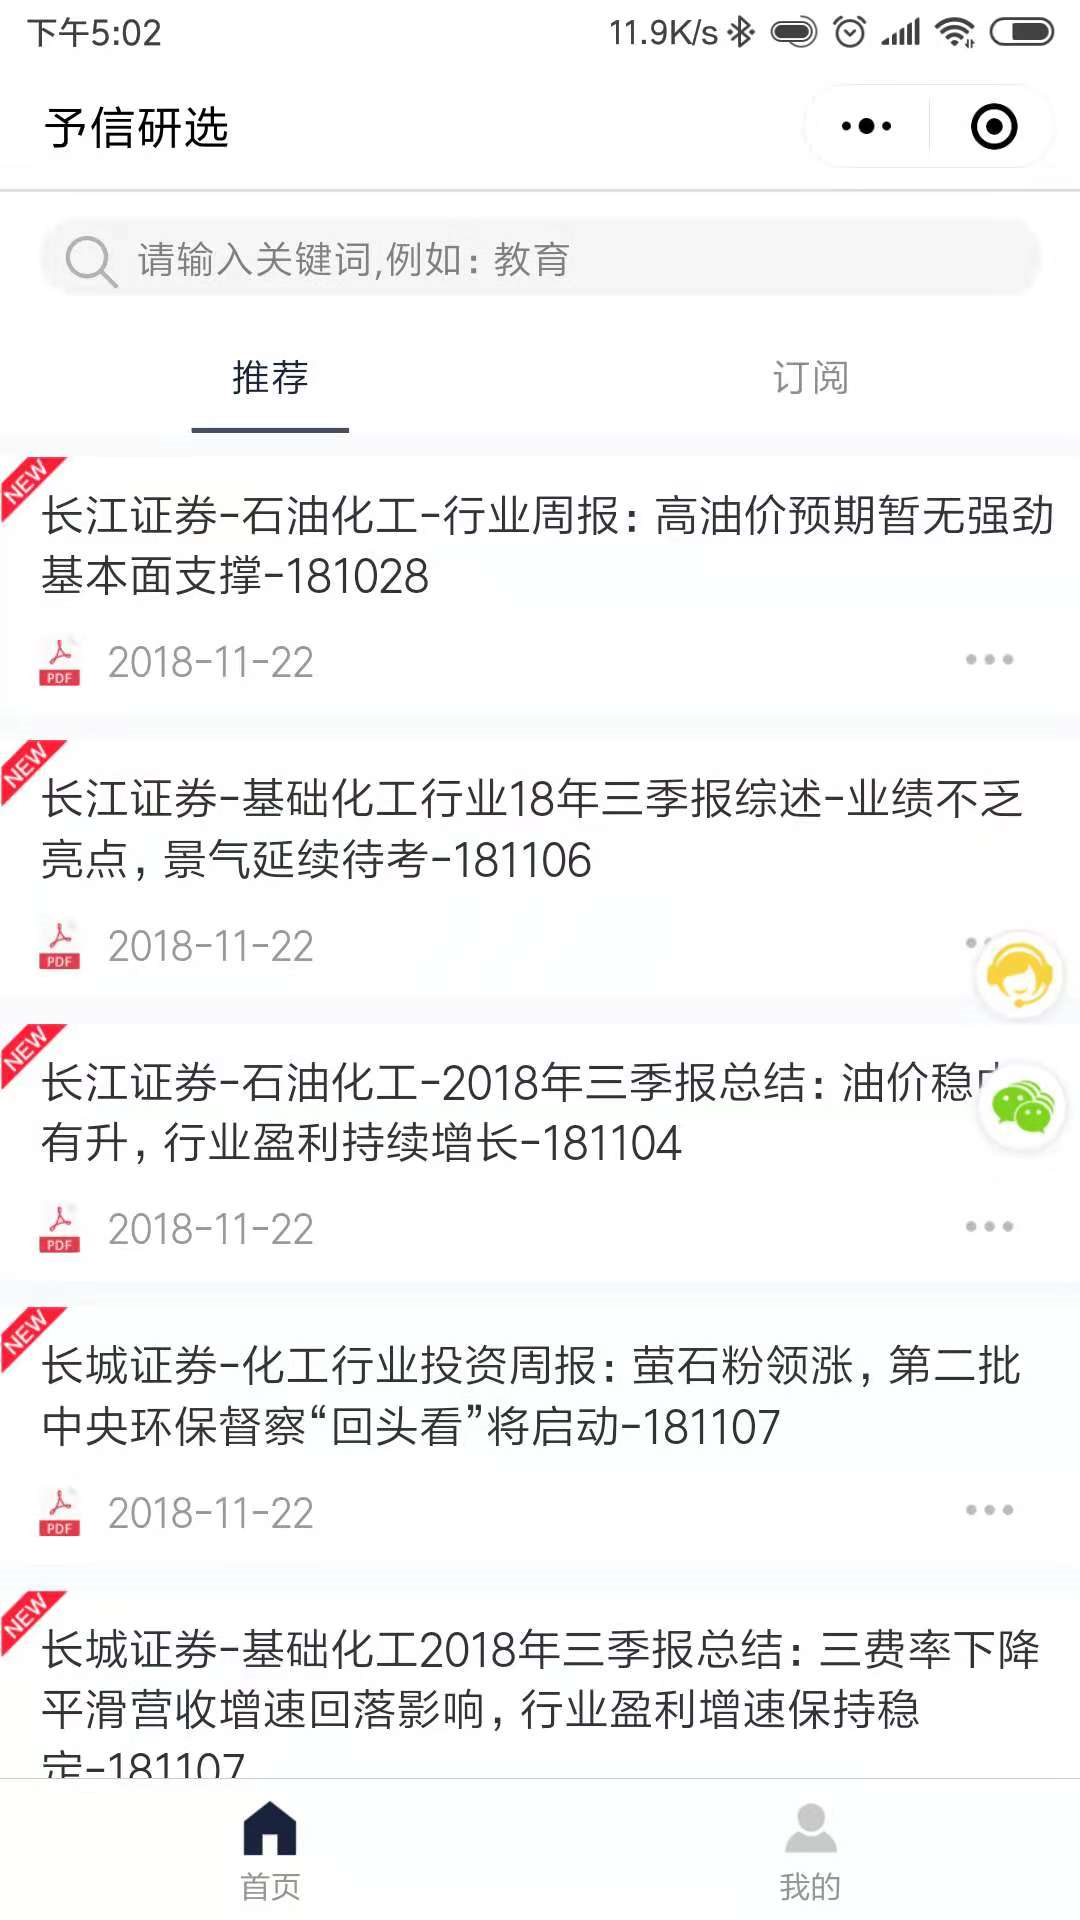 下午5:02
11.9K/s
予信研选
请输入关键词,例如：教育
推荐
订阅
NEW
长江证券-石油化工-行业周报：高油价预期暂无强劲
基本面支撑-181028
PDF
2018-11-22
NEW
长江证券-基础化工行业18年三季报综述-业绩不乏
亮点，景气延续待考-181106
PDF
2018-11-22
NEW
长江证券-石油化工-2018年三季报总结：油价稳
有升，行业盈利持续增长-181104
PDF
2018-11-22
NEW
长城证券-化工行业投资周报：萤石粉领涨，第二批
中央环保督察“回头看”将启动-181107
PDF
2018-11-22
NEW
长城证券-基础化工2018年三季报总结：三费率下降
平滑营收增速回落影响，行业盈利增速保持稳
定-181107
首页
我的